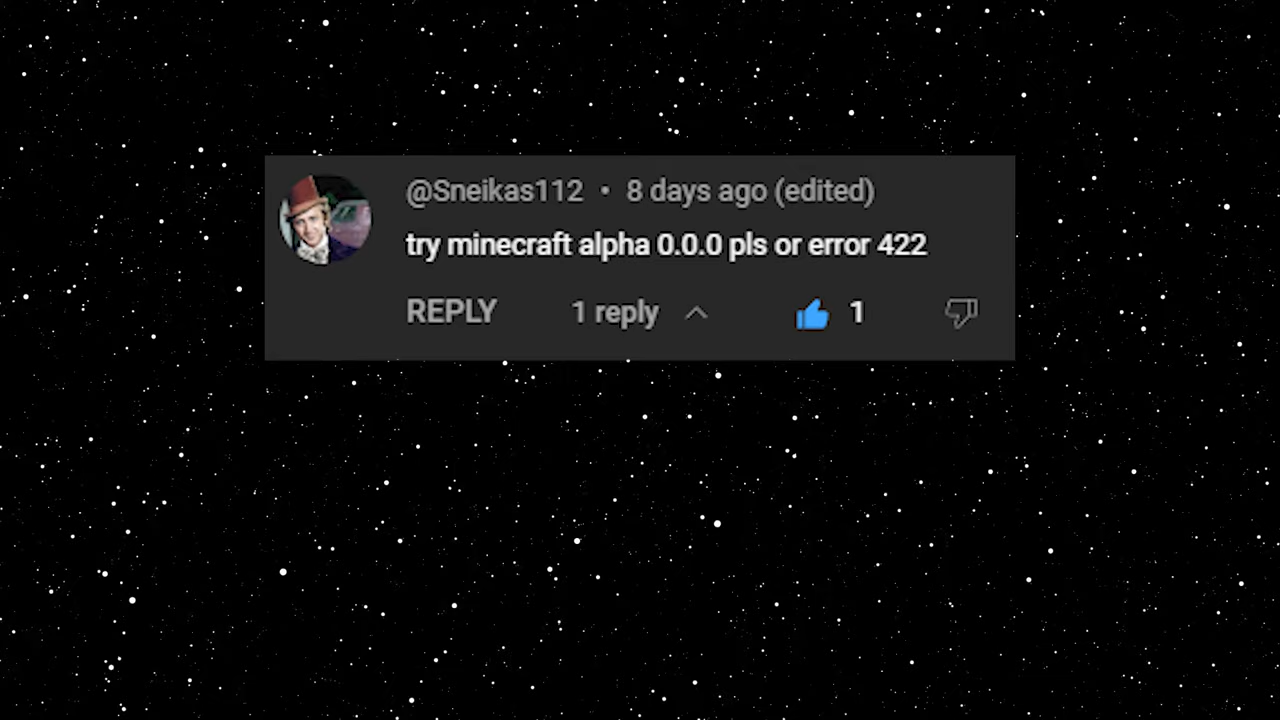 @Sneikas112 • 8 days ago (edited)
try minecraft alpha 0.0.0 pls or error 422
REPLY 1 reply 1